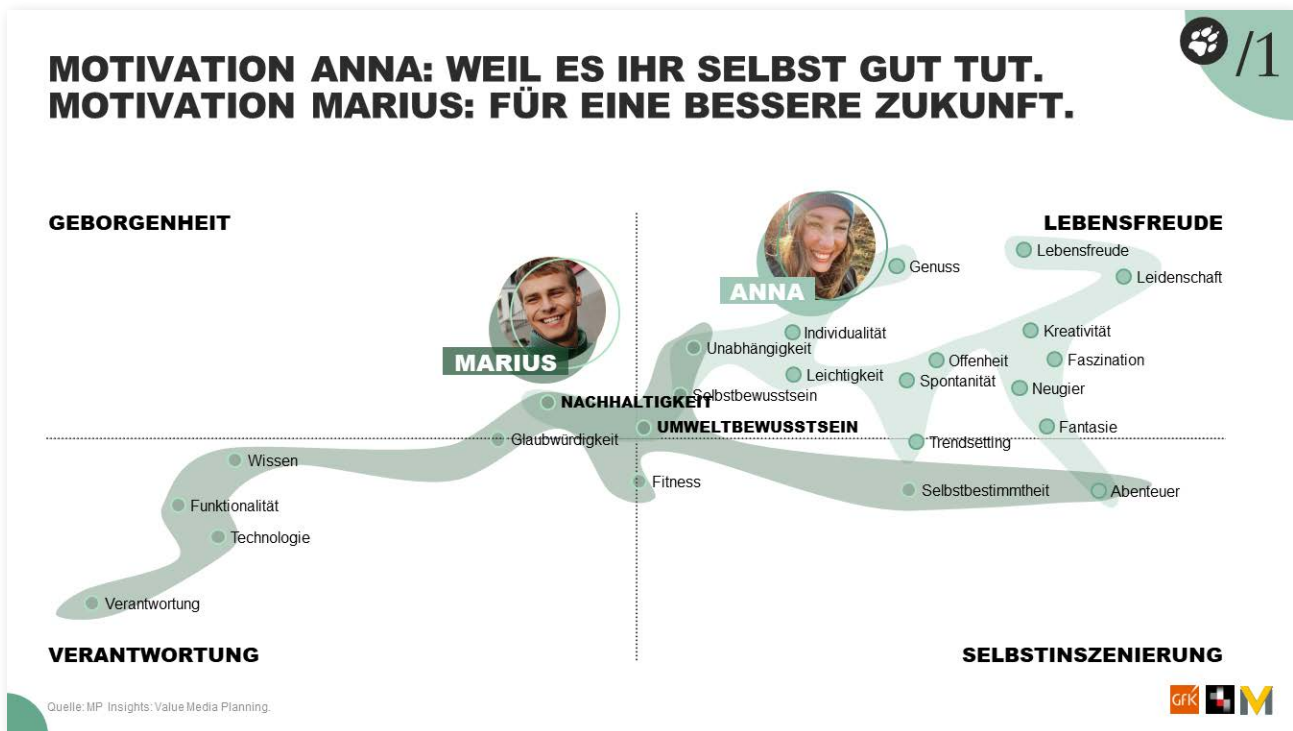 MOTIVATION ANNA: WEIL ES IHR SELBST GUT TUT.
MOTIVATION MARIUS: FÜR EINE BESSERE ZUKUNFT.
/1
GEBORGENHEIT
LEBENSFREUDE
Lebensfreude
Genuss
Leidenschaft
ANNA
Individualität
Kreativität
Unabhängigkeit
MARIUS
Offenheit
Faszination
Leichtigkeit
Spontanität
Neugier
Selbstbewusstsein
NACHHALTIGKEIT
UMWELTBEWUSSTSEIN
Fantasie
Glaubwürdigkeit
Trendsetting
Wissen
Fitness
Selbstbestimmtheit
Abenteuer
Funktionalität
Technologie
Verantwortung
VERANTWORTUNG
SELBSTINSZENIERUNG
Quelle: MP Insights: Value Media Planning.
GfK
M